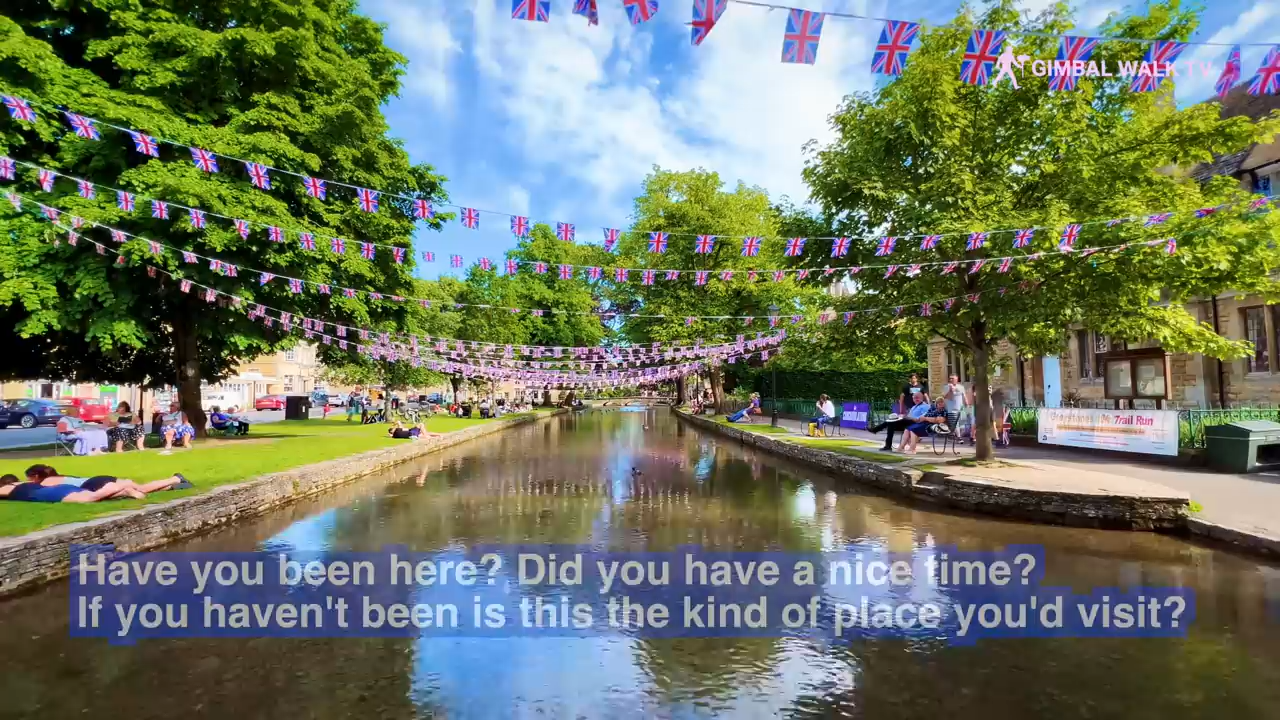 GIMBAL WALK TV
Trail Run
Have you been here? Did you have a nice time?
If you haven't been is this the kind of place you'd visit?